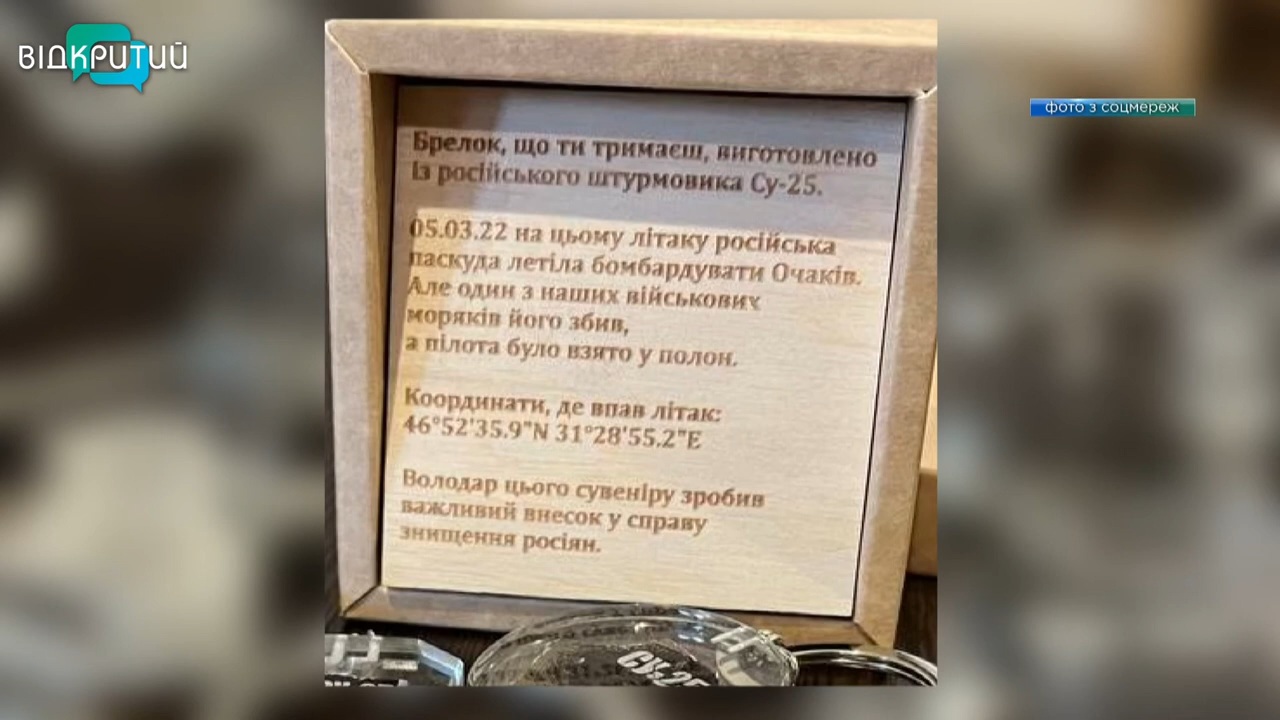 ВІДКРИТИЙ
фото з соцмереж
Брелок, що ти тримаєш, виготовлено
із російського штурмовика Су-25.
05.03.22 на цьому літаку російська
паскуда летіла бомбардувати Очаків.
Але один з наших військових
моряків його збив,
а пілота було взято у полон.
Координати, де впав літак:
46°52'35.9"N 31°28'55.2"E
Володар цього сувеніру зробив
важливий внесок у справу
знищення росіян.
СУ-25